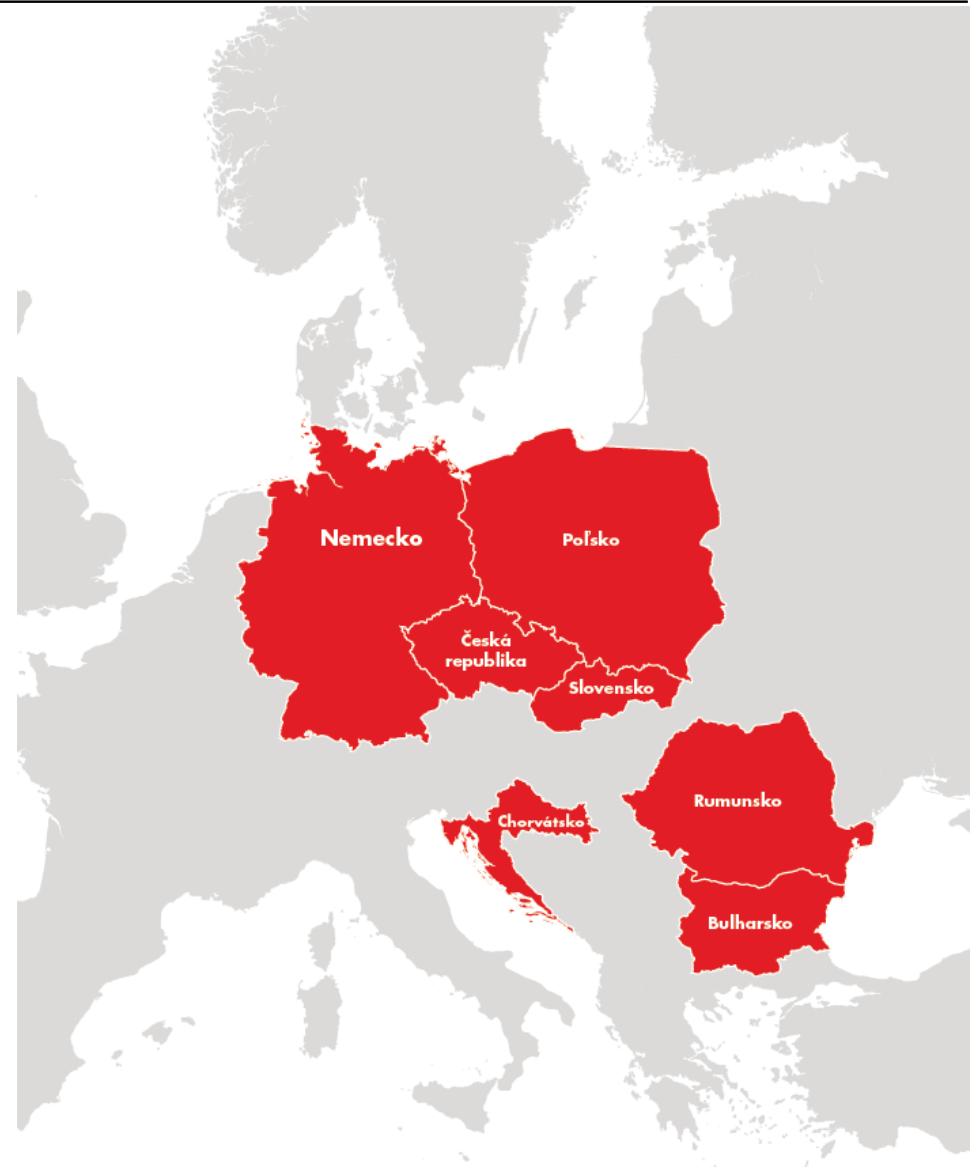 Nemecko
Poľsko
Česká
republika
Slovensko
Rumunsko
Chorvátsko
Bulharsko